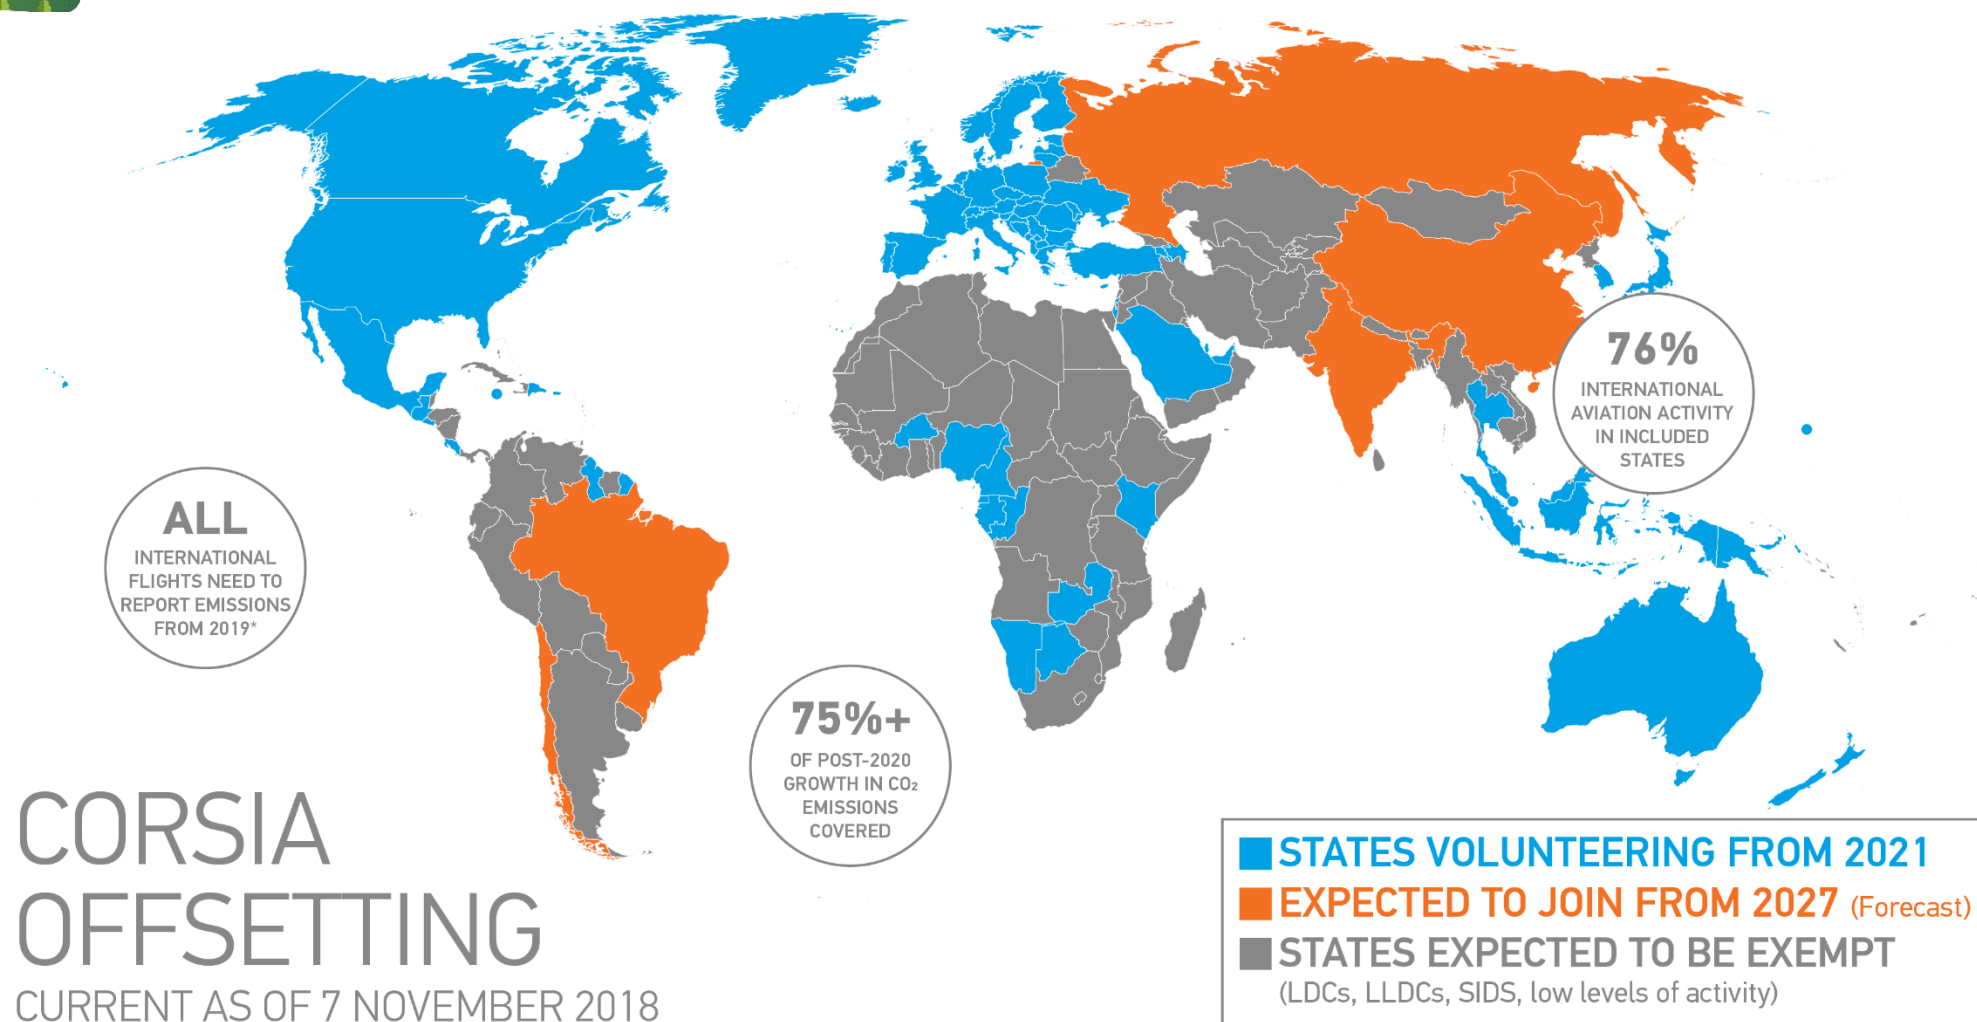 76%
INTERNATIONAL
AVIATION ACTIVITY
IN INCLUDED
STATES
ALL
INTERNATIONAL
FLIGHTS NEED TO
REPORT EMISSIONS
FROM 2019*
75%+
OF POST-2020
GROWTH IN CO₂
EMISSIONS
COVERED
CORSIA
OFFSETTING
CURRENT AS OF 7 NOVEMBER 2018
STATES VOLUNTEERING FROM 2021
EXPECTED TO JOIN FROM 2027 (Forecast)
STATES EXPECTED TO BE EXEMPT
(LDCs, LLDCs, SIDS, low levels of activity)